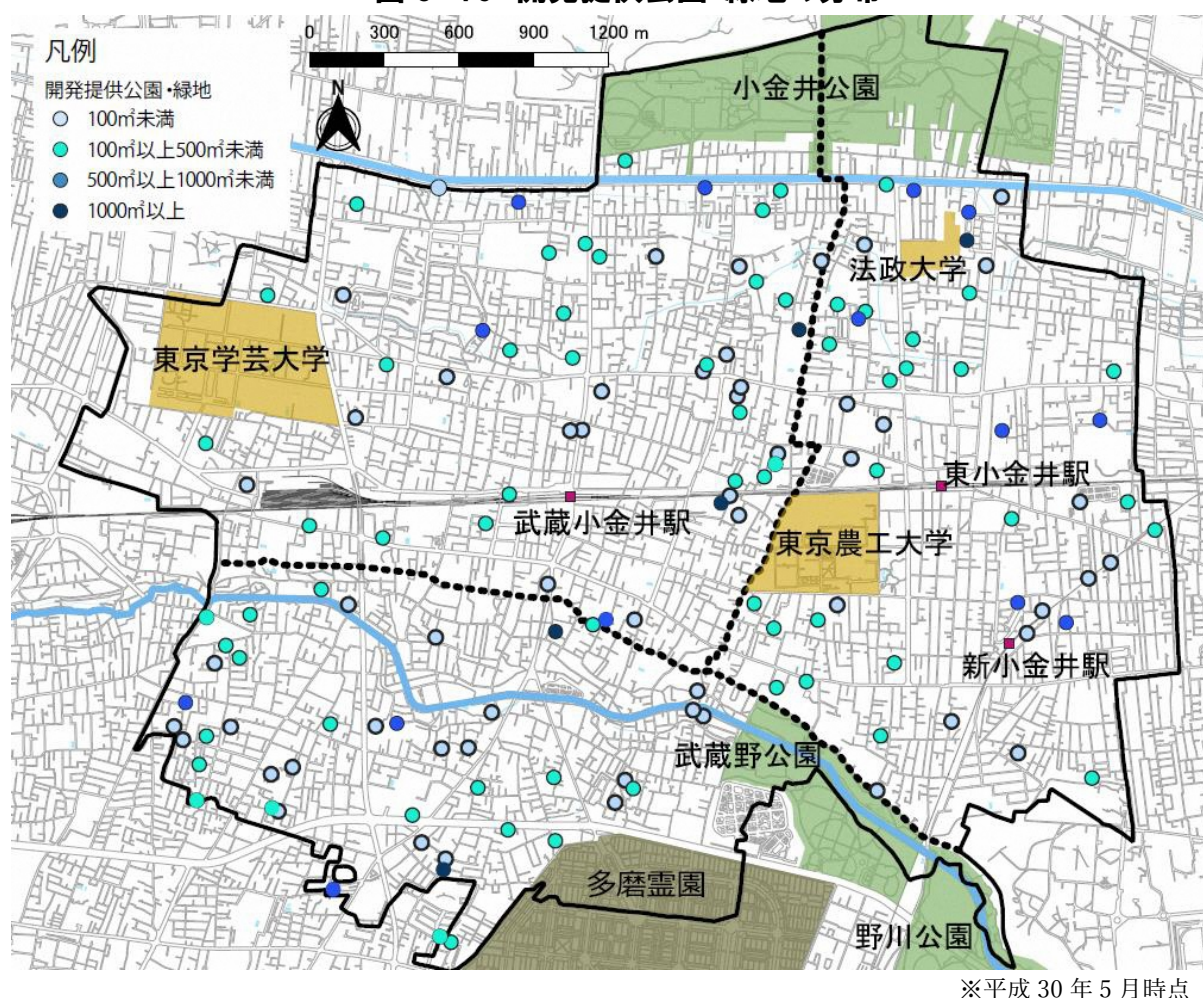 0 300 600 900 1200 m
凡例
開発提供公園・緑地
100㎡未満
100㎡以上500㎡未満
500㎡以上1000㎡未満
1000㎡以上
N
小金井公園
法政大学
東京学芸大学
東小金井駅
武蔵小金井駅
東京農工大学
新小金井駅
武蔵野公園
多磨霊園
野川公園
※平成 30 年 5 月時点